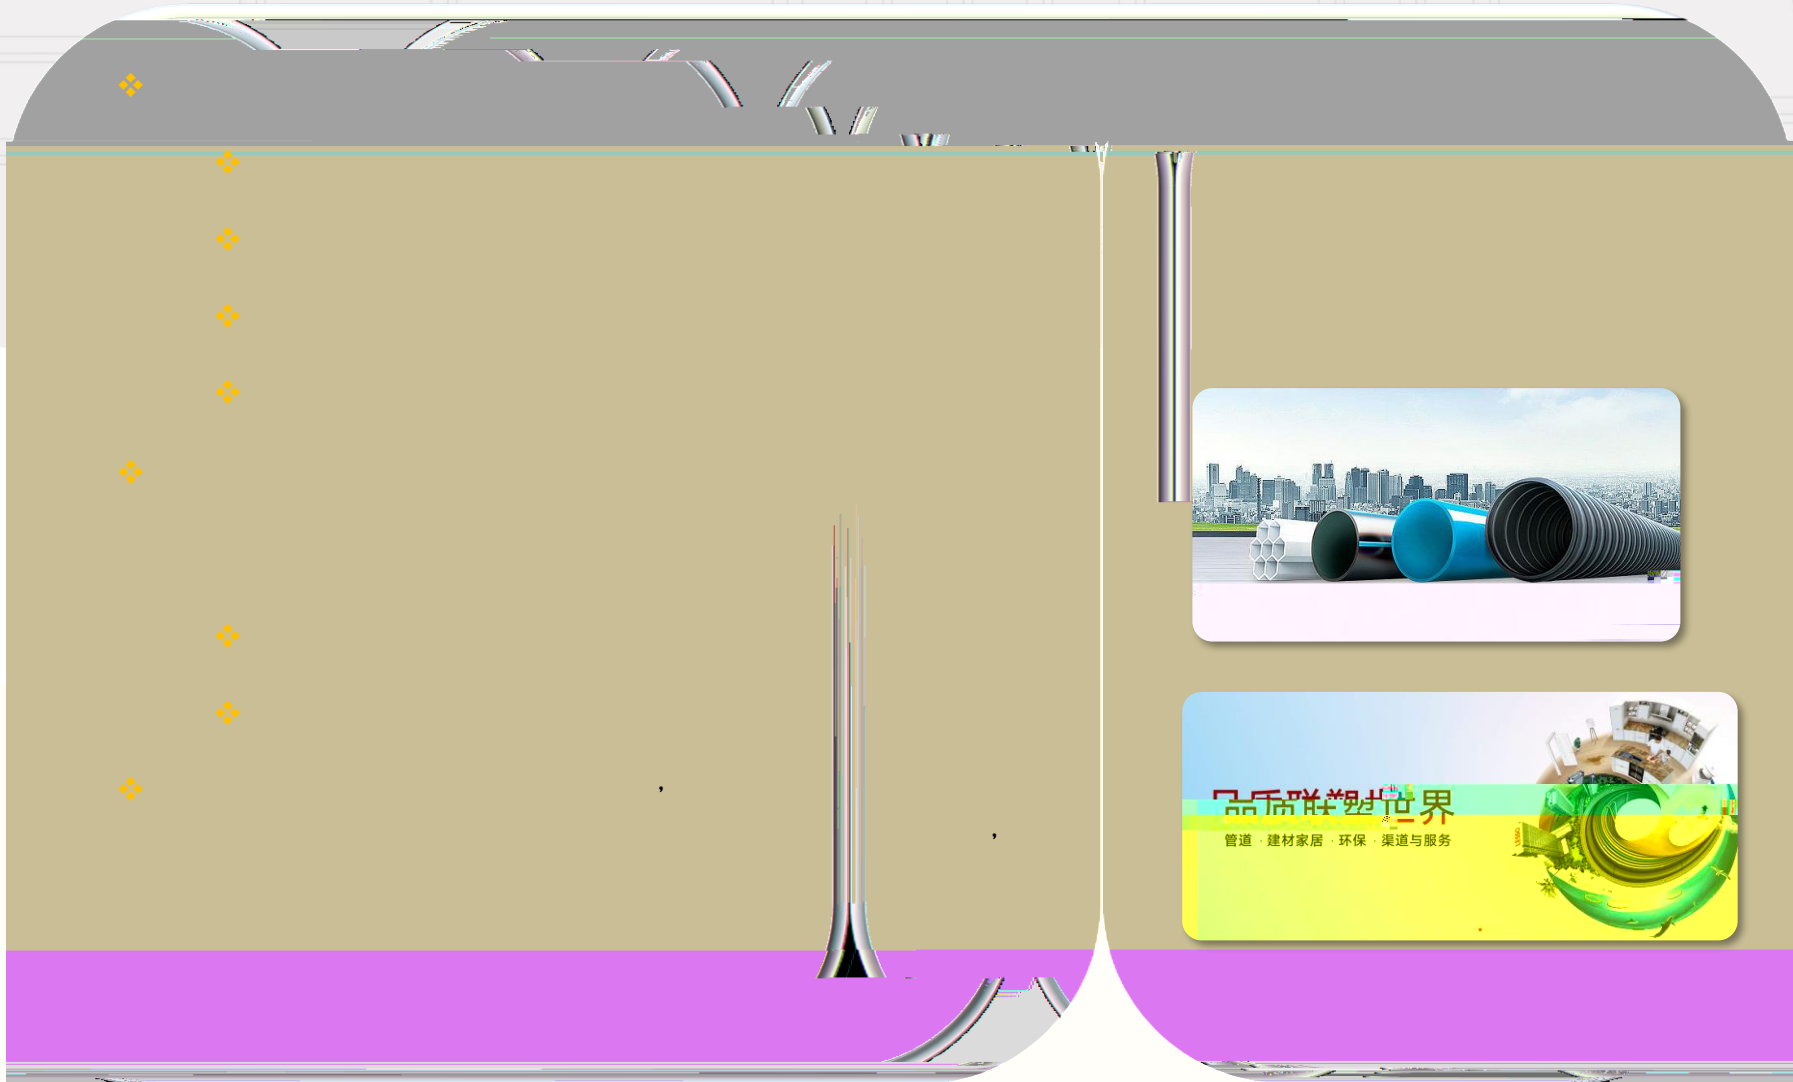 ,
,
品质联塑世界
管道 · 建材家居 · 环保 · 渠道与服务